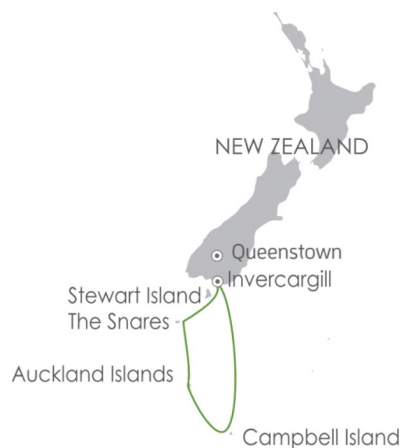 NEW ZEALAND
Queenstown
Invercargill
Stewart Island
The Snares
Auckland Islands
Campbell Island